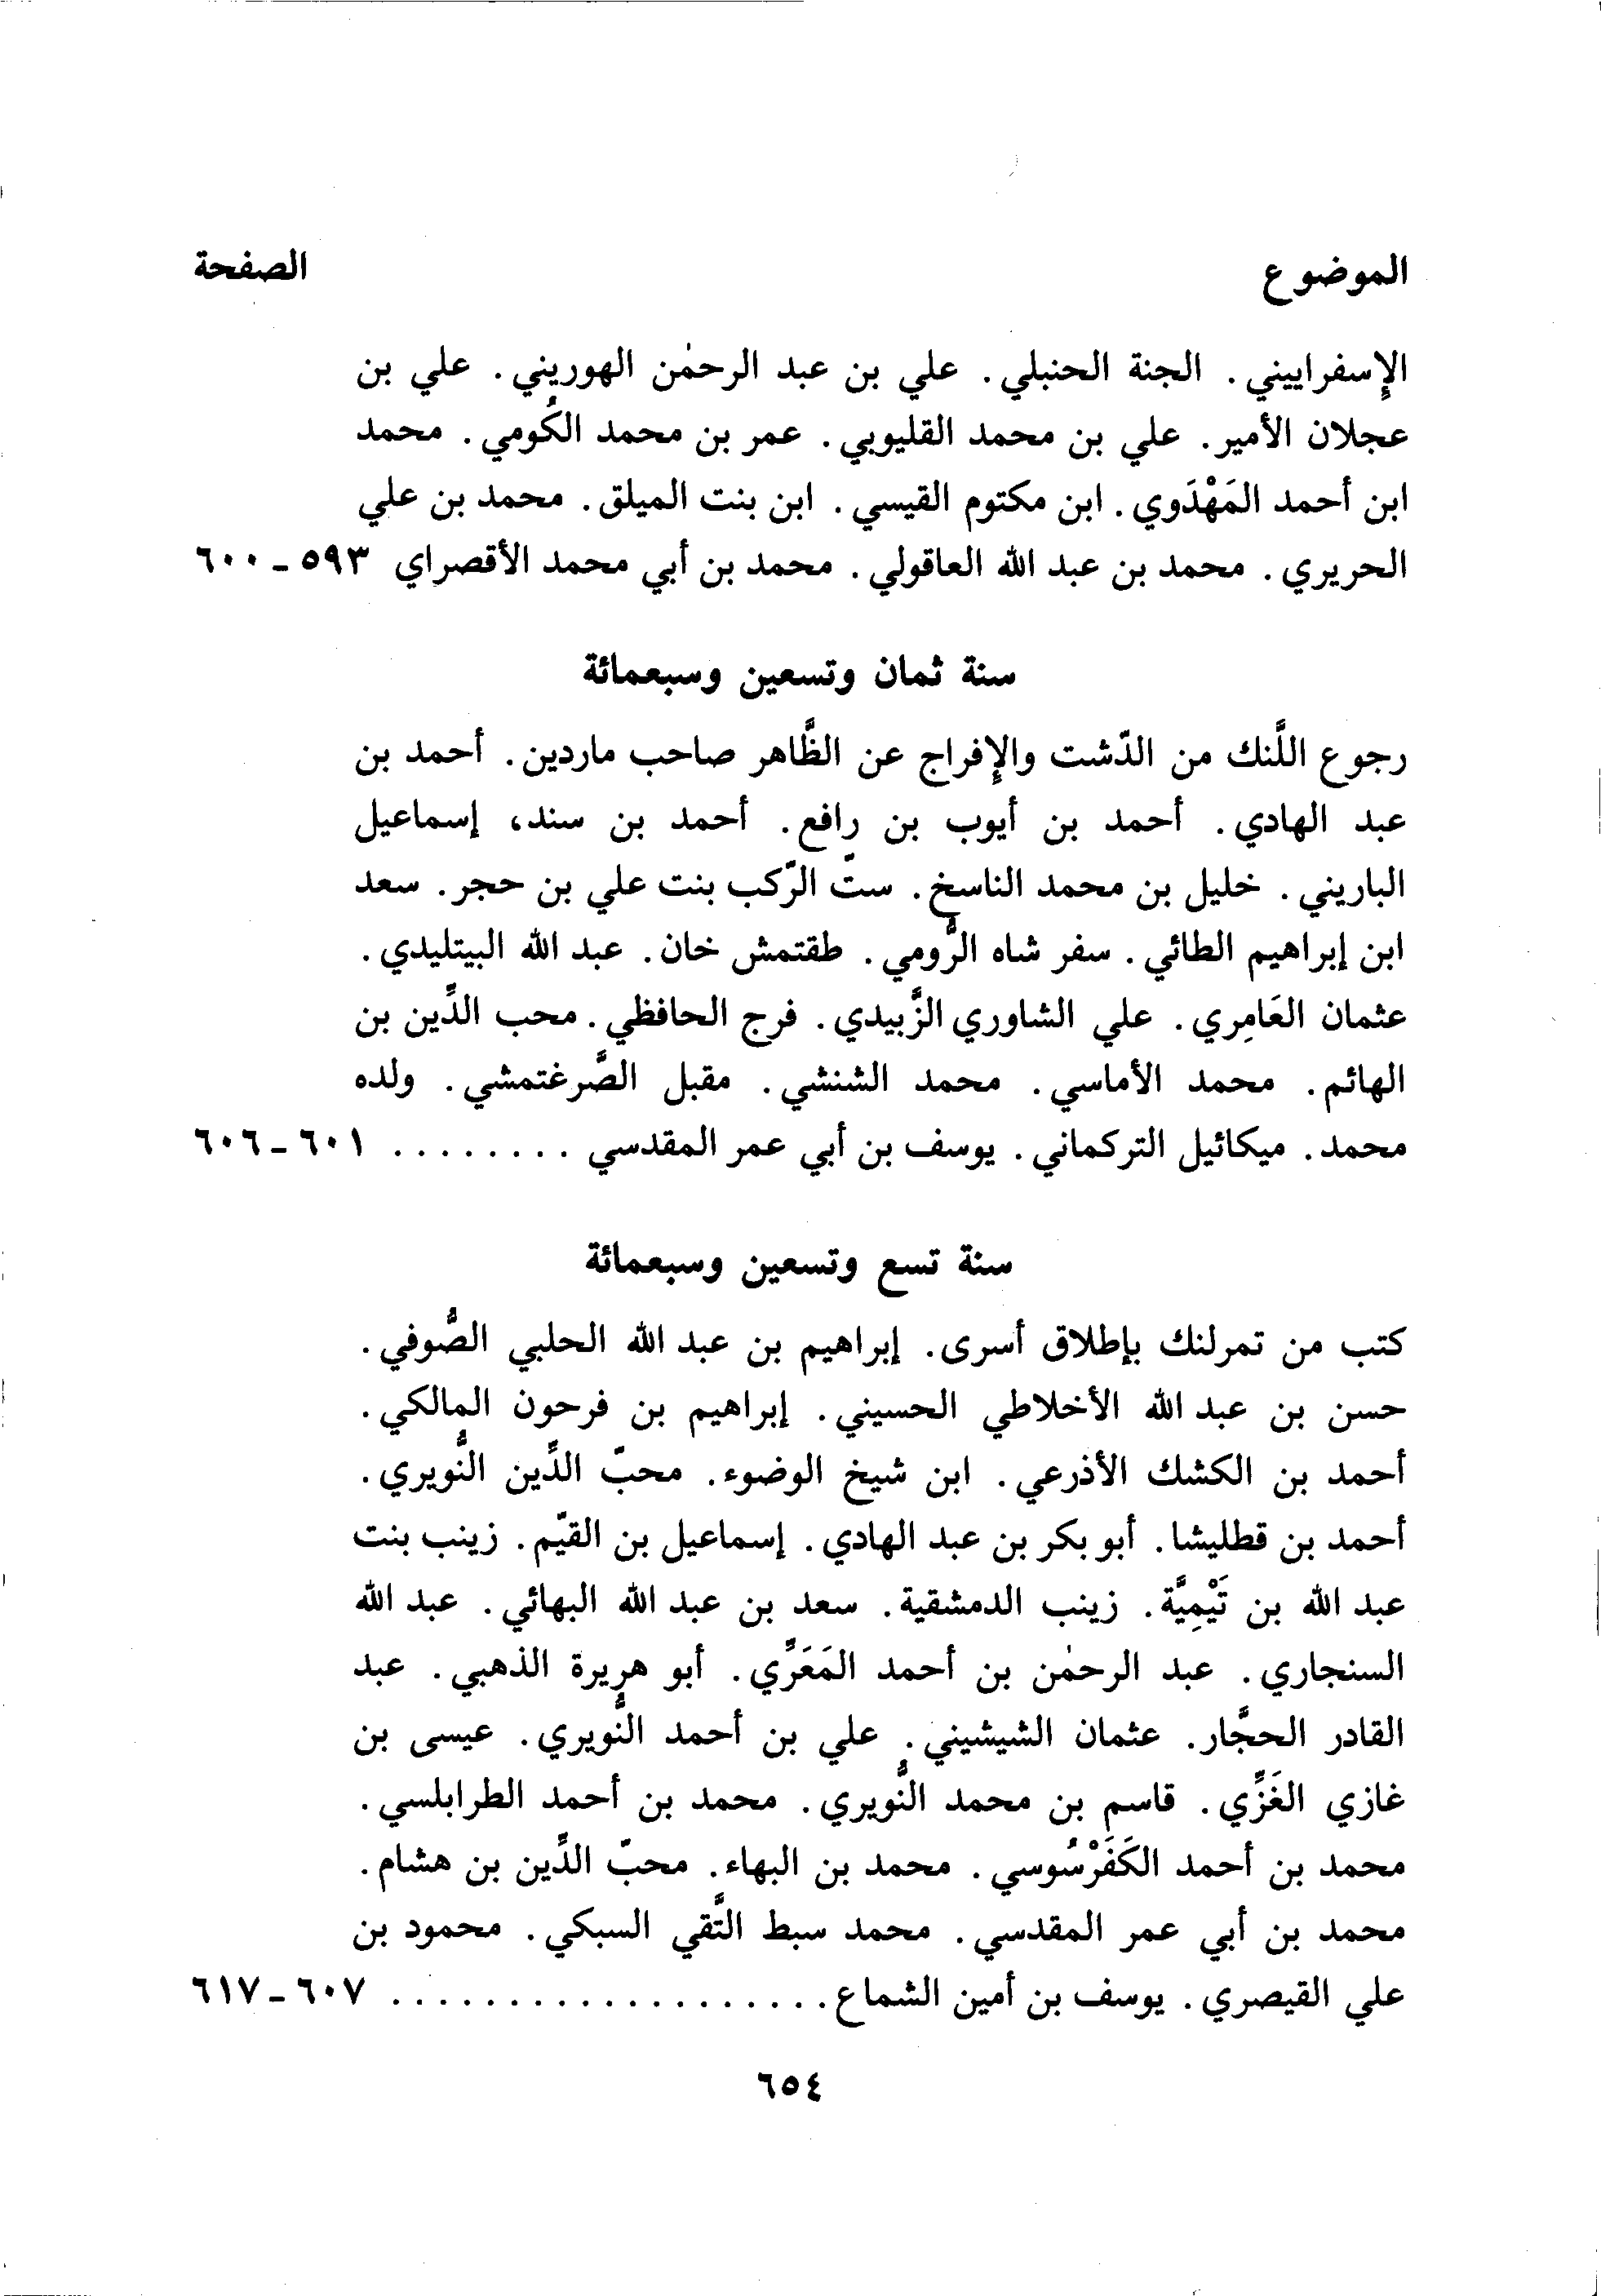 الموضوع الصفحة
الإسفراييني . الجنة الحنبلي . علي بن عبد الرحمٰن الهوريني . علي بن
عجلان الأمير . علي بن محمد القليوبي . عمر بن محمد الكُومي . محمد
ابن أحمد المَهْدَوي . ابن مكتوم القيسي . ابن بنت الميلق . محمد بن علي
الحريري . محمد بن عبد الله العاقولي . محمد بن أبي محمد الأقصراي ٥٩٣ - ٦٠٠
سنة ثمان وتسعين وسبعمائة
رجوع اللَّنك من الدّشت والإفراج عن الظَّاهر صاحب ماردين . أحمد بن
عبد الهادي . أحمد بن أيوب بن رافع . أحمد بن سند، إسماعيل
الباريني . خليل بن محمد الناسخ . ستّ الرّكب بنت علي بن حجر . سعد
ابن إبراهيم الطائي . سفر شاه الرُّومي . طقتمش خان . عبد الله البيتليدي .
عثمان العَامِري . علي الشاوري الزَّبيدي . فرج الحافظي . محب الدِّين بن
الهائم . محمد الأماسي . محمد الشنشي . مقبل الصَّرغتمشي . ولده
محمد . ميكائيل التركماني . يوسف بن أبي عمر المقدسي . . . . . . . . ٦٠١ - ٦٠٦
سنة تسع وتسعين وسبعمائة
كتب من تمرلنك بإطلاق أسرى . إبراهيم بن عبد الله الحلبي الصُّوفي .
حسن بن عبد الله الأخلاطي الحسيني . إبراهيم بن فرحون المالكي .
أحمد بن الكشك الأذرعي . ابن شيخ الوضوء . محبّ الدِّين النُّويري .
أحمد بن قطليشا . أبو بكر بن عبد الهادي . إسماعيل بن القيّم . زينب بنت
عبد الله بن تَيْمِيَّة . زينب الدمشقية . سعد بن عبد الله البهائي . عبد الله
السنجاري . عبد الرحمٰن بن أحمد المَعَرِّي . أبو هريرة الذهبي . عبد
القادر الحجَّار . عثمان الشيشيني . علي بن أحمد النُّويري . عيسى بن
غازي الغَزِّي . قاسم بن محمد النُّويري . محمد بن أحمد الطرابلسي .
محمد بن أحمد الكَفَرْسُوسي . محمد بن البهاء . محبّ الدِّين بن هشام .
محمد بن أبي عمر المقدسي . محمد سبط التَّقي السبكي . محمود بن
علي القيصري . يوسف بن أمين الشماع . . . . . . . . . . . . . . . . . . . ٦٠٧ - ٦١٧
٦٥٤